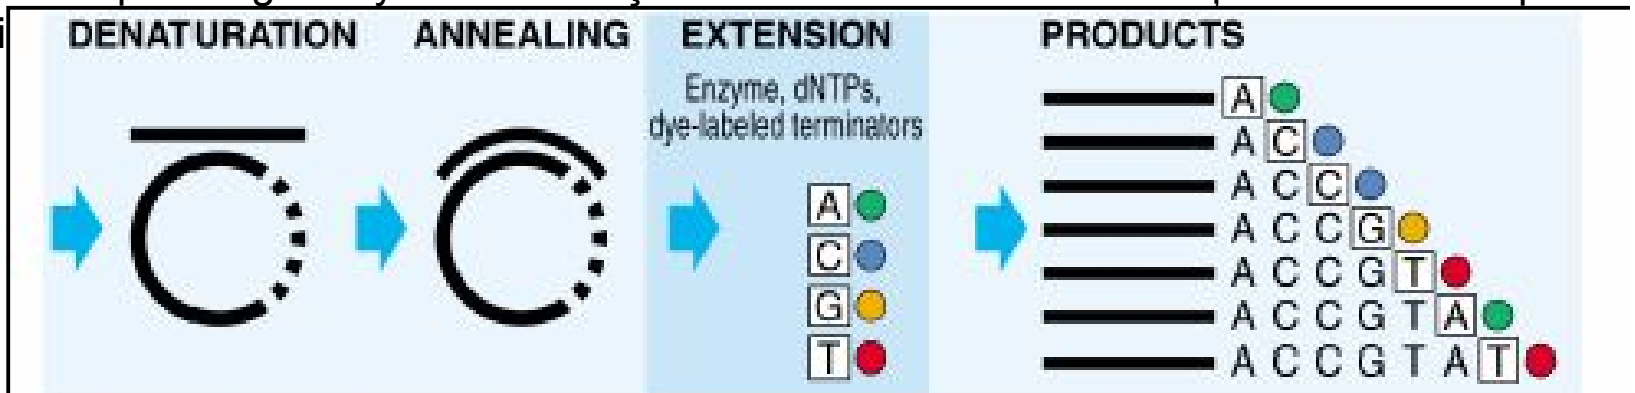 DENATURATION
ANNEALING
EXTENSION
Enzyme, dNTPs,
dye-labeled terminators
A
C
G
T
PRODUCTS
A
A C
A C C
A C C G
A C C G T
A C C G T A
A C C G T A T